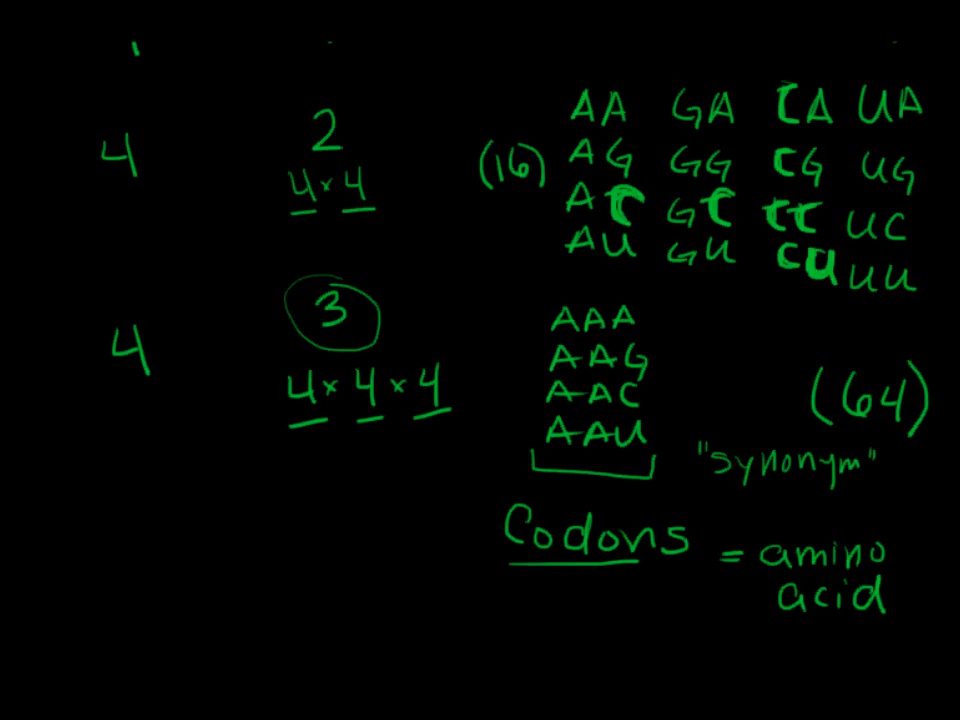 4 2 (16) AA GA CA UA
4×4 AG GG CG UG
AC GC CC UC
AU GU CU UU
4 3 AAA
4×4×4 AAG
AAC (64)
AAU "synonym"
Codons = amino
acid